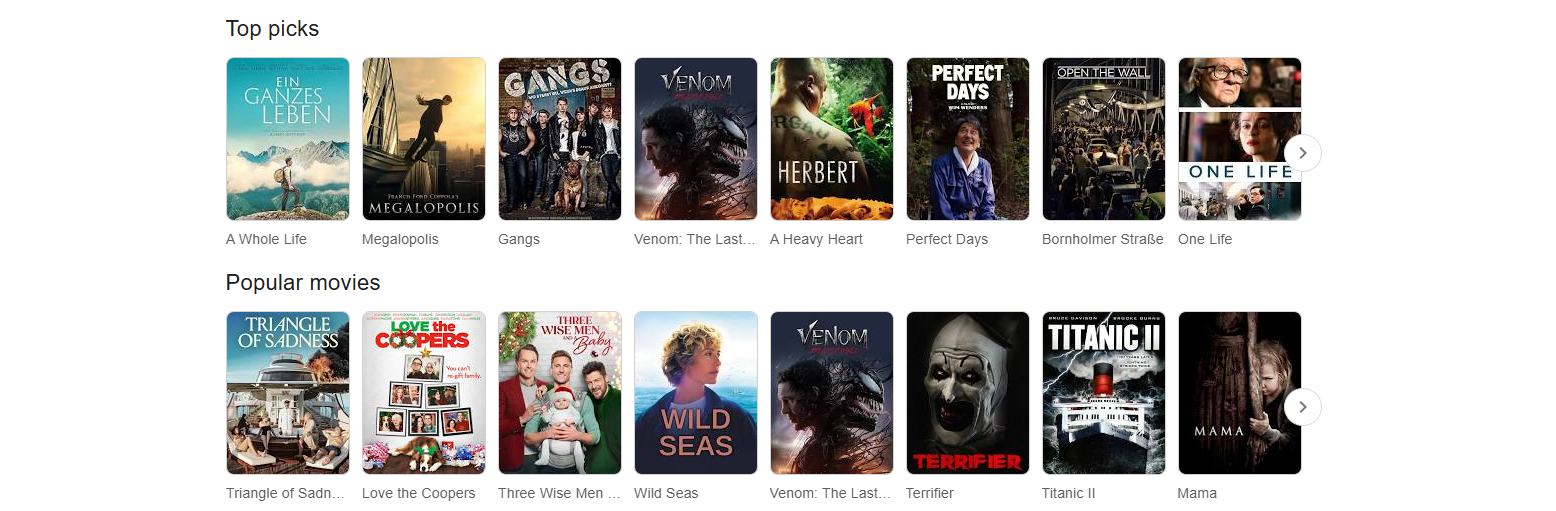 Top picks
EIN
GANZES
LEBEN
FRANCIS FORD COPPOLA'S
MEGALOPOLIS
GANGS
VENOM
HERBERT
PERFECT
DAYS
WIM WENDERS
OPEN THE WALL
ONE LIFE
A Whole Life
Megalopolis
Gangs
Venom: The Last...
A Heavy Heart
Perfect Days
Bornholmer Straße
One Life
Popular movies
TRIANGLE
OF SADNESS
LOVE the
COOPERS
You can't
re-gift family.
THREE
WISE MEN
AND
Baby
WILD
SEAS
VENOM
TERRIFIER
BRUCE DAVISON
BROOKE BURNS
TITANIC II
MAMA
Triangle of Sadn...
Love the Coopers
Three Wise Men ...
Wild Seas
Venom: The Last...
Terrifier
Titanic II
Mama